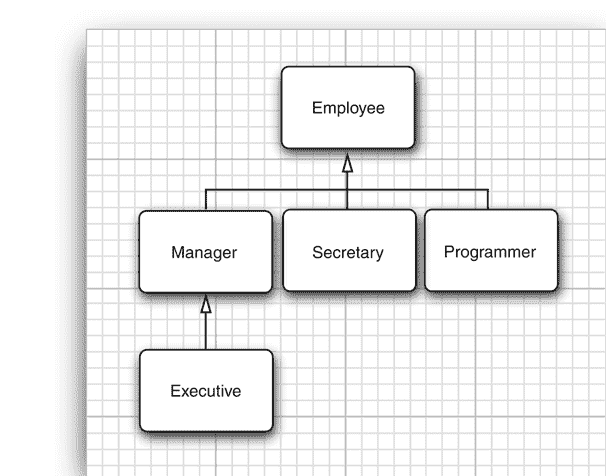 Employee
Manager
Secretary
Programmer
Executive